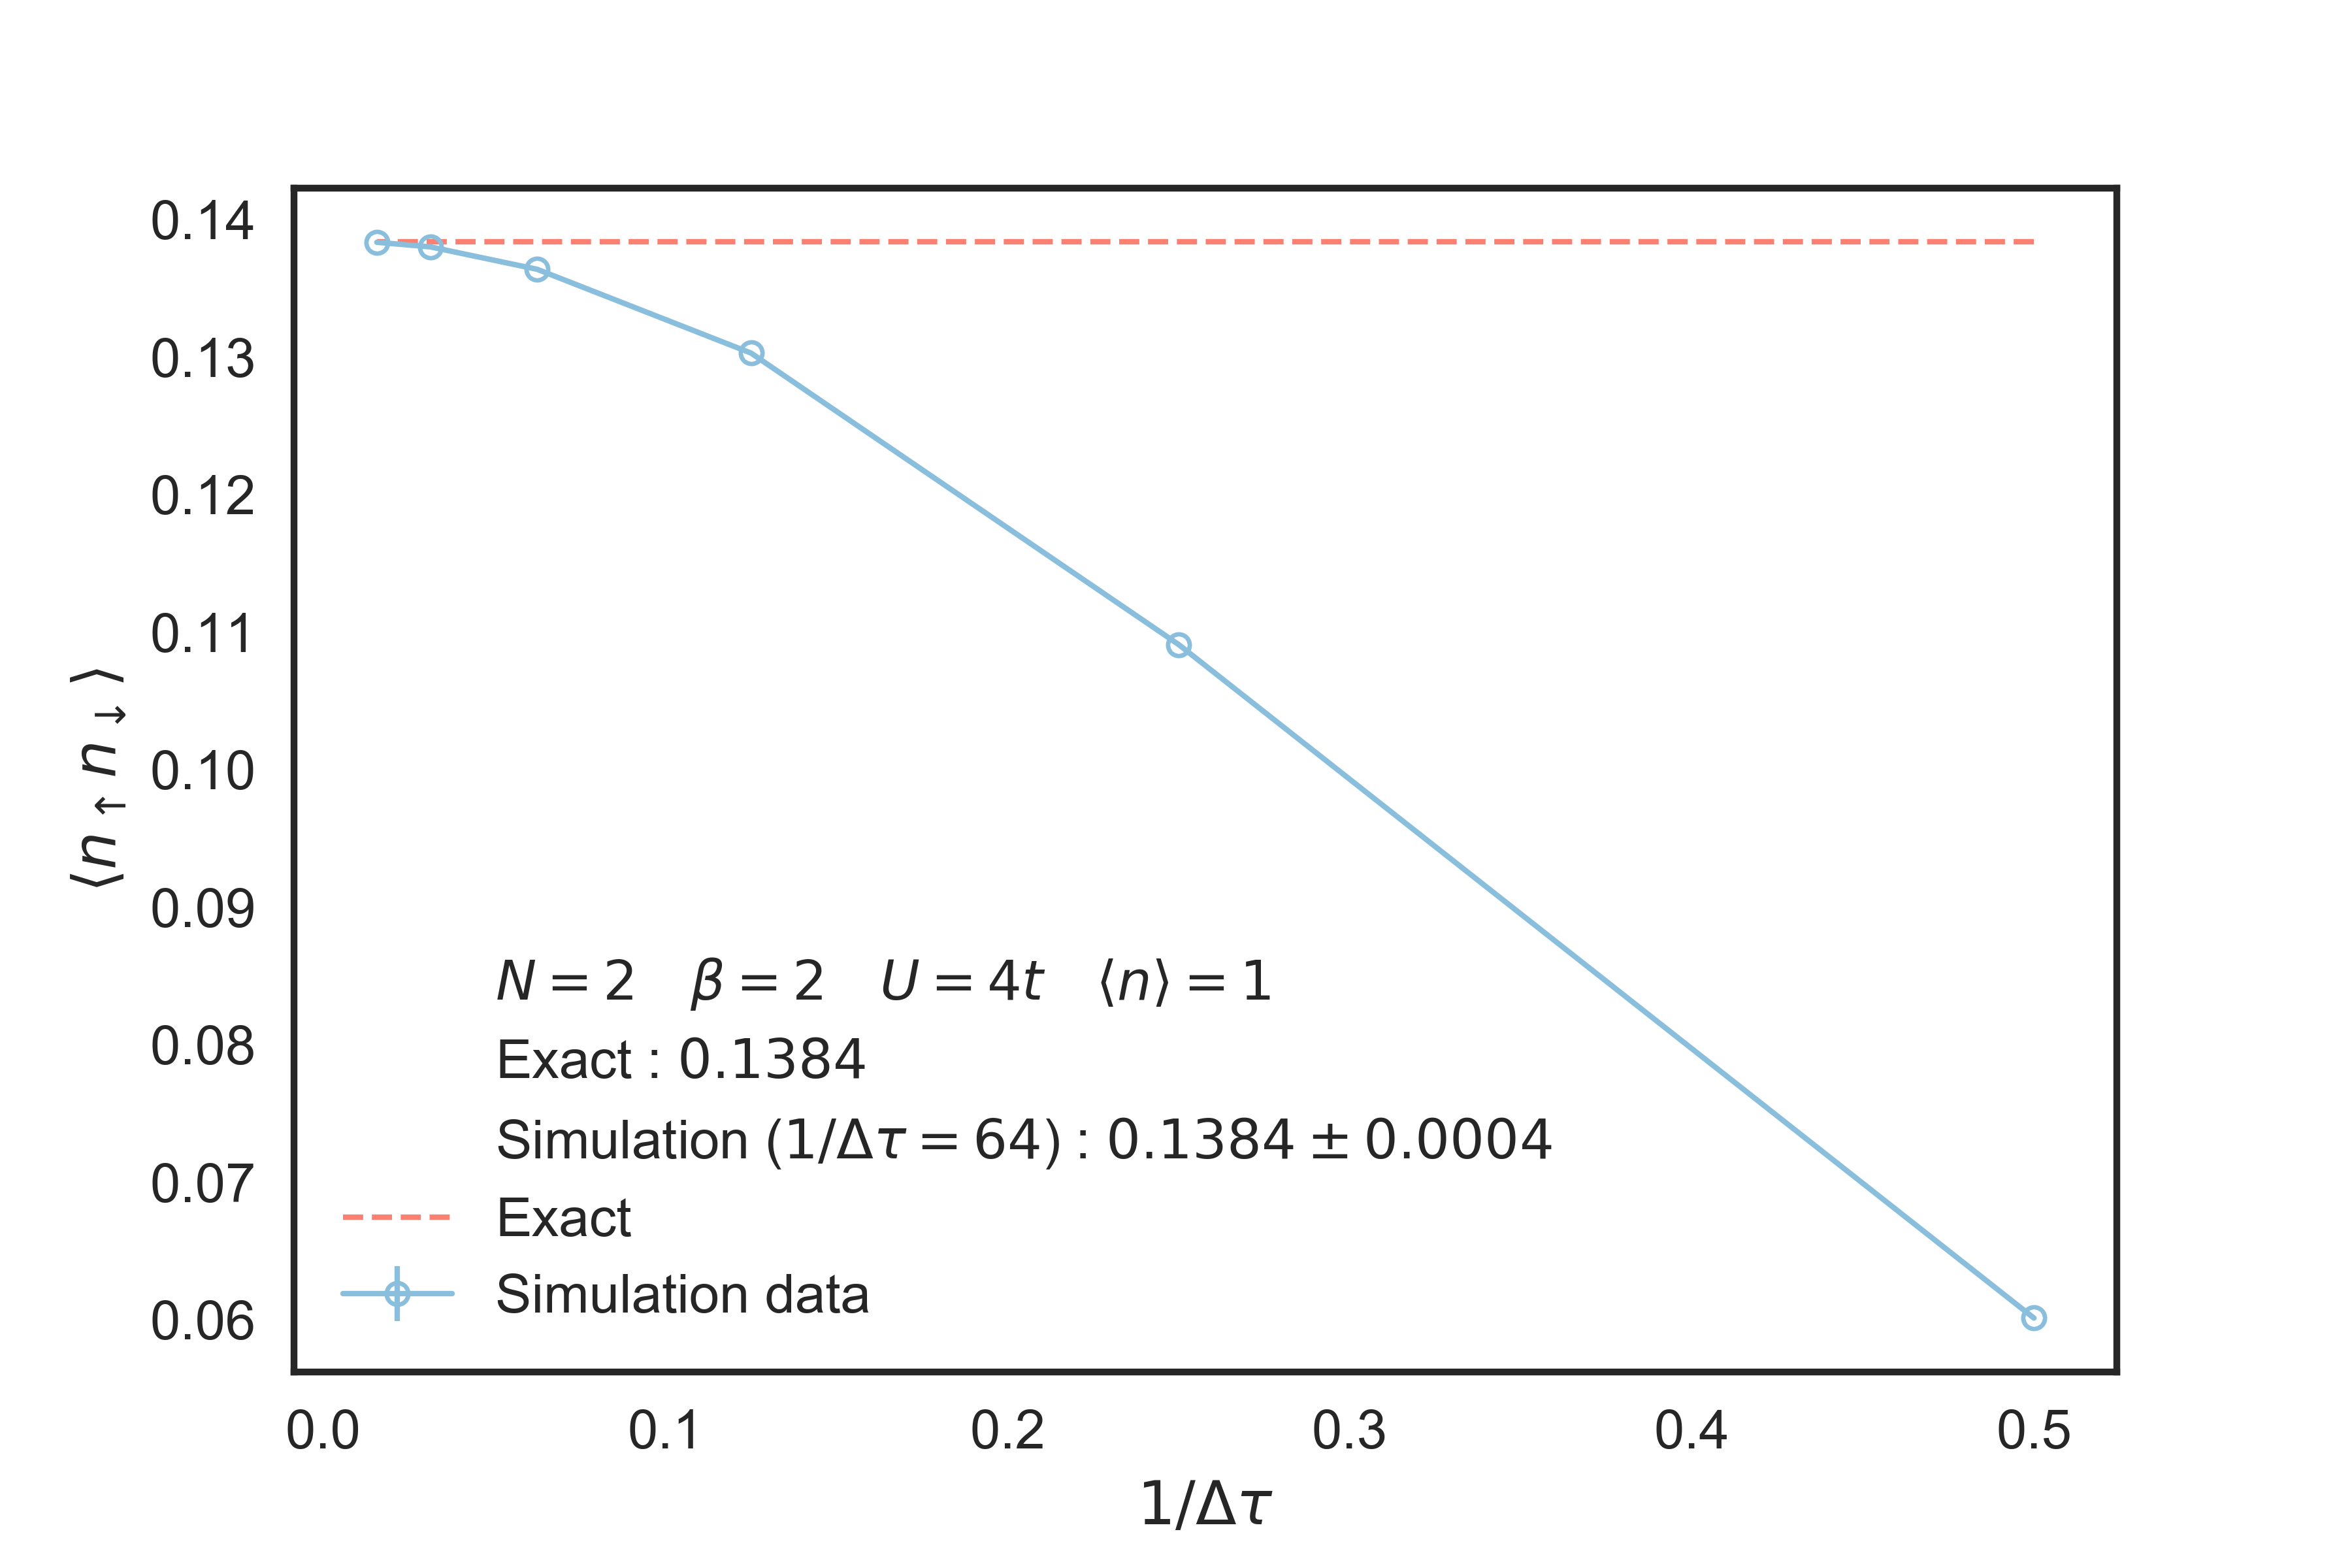 0.14
0.13
0.12
0.11
0.10
0.09
0.08
0.07
0.06
⟨n↑n↓⟩
N = 2 β = 2 U = 4t ⟨n⟩ = 1
Exact : 0.1384
Simulation (1/Δτ = 64) : 0.1384 ± 0.0004
Exact
Simulation data
0.0 0.1 0.2 0.3 0.4 0.5
1/Δτ